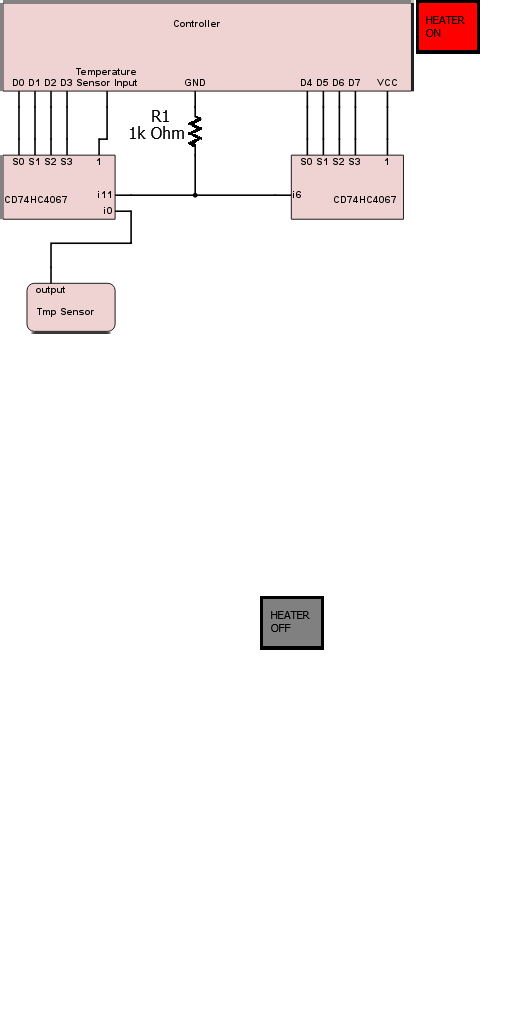 Controller
HEATER
ON
Temperature
D0 D1 D2 D3 Sensor Input GND D4 D5 D6 D7 VCC
R1
1k Ohm
S0 S1 S2 S3 1 S0 S1 S2 S3 1
i11 i6
CD74HC4067 CD74HC4067
i0
output
Tmp Sensor
HEATER
OFF